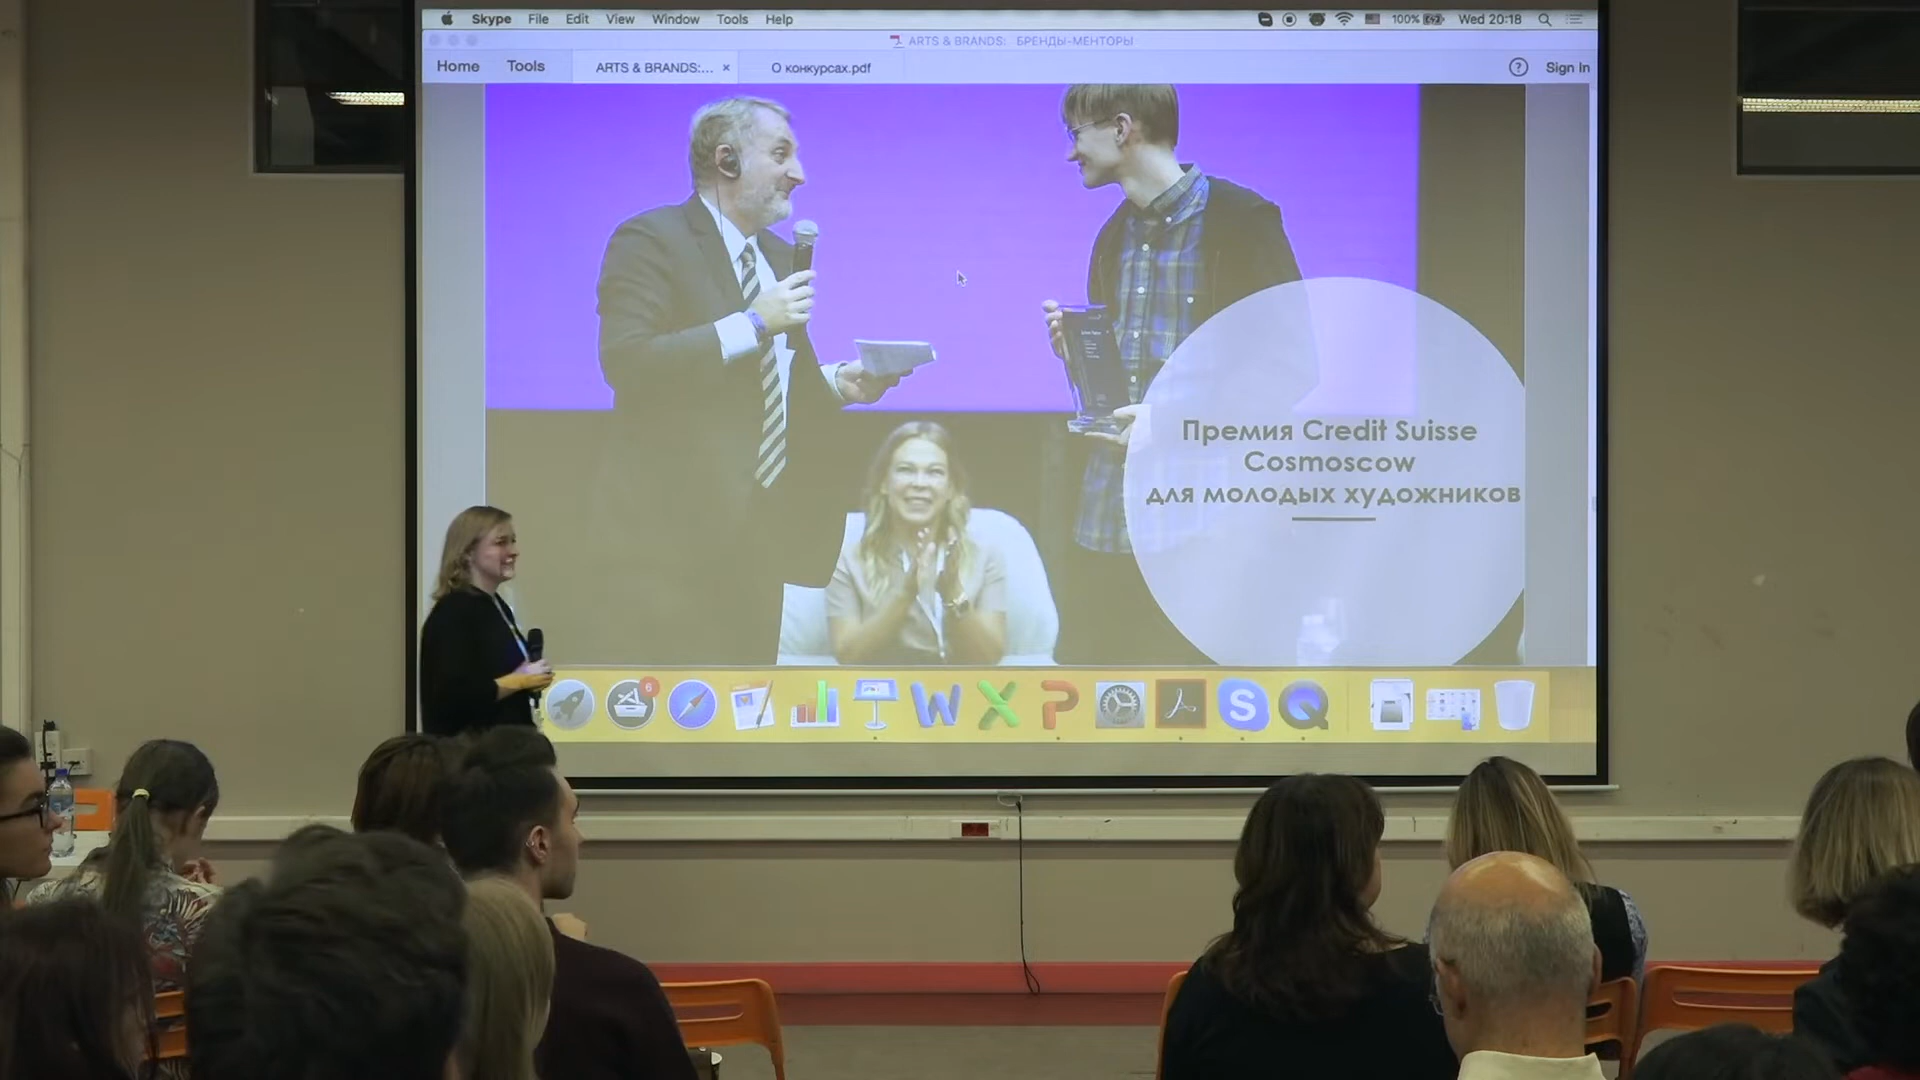 Skype File Edit View Window Tools Help 100% Wed 20:18
ARTS & BRANDS: БРЕНДЫ-МЕНТОРЫ
Home Tools ARTS & BRANDS:... × О конкурсах.pdf ? Sign In
Премия Credit Suisse
Cosmoscow
для молодых художников
6